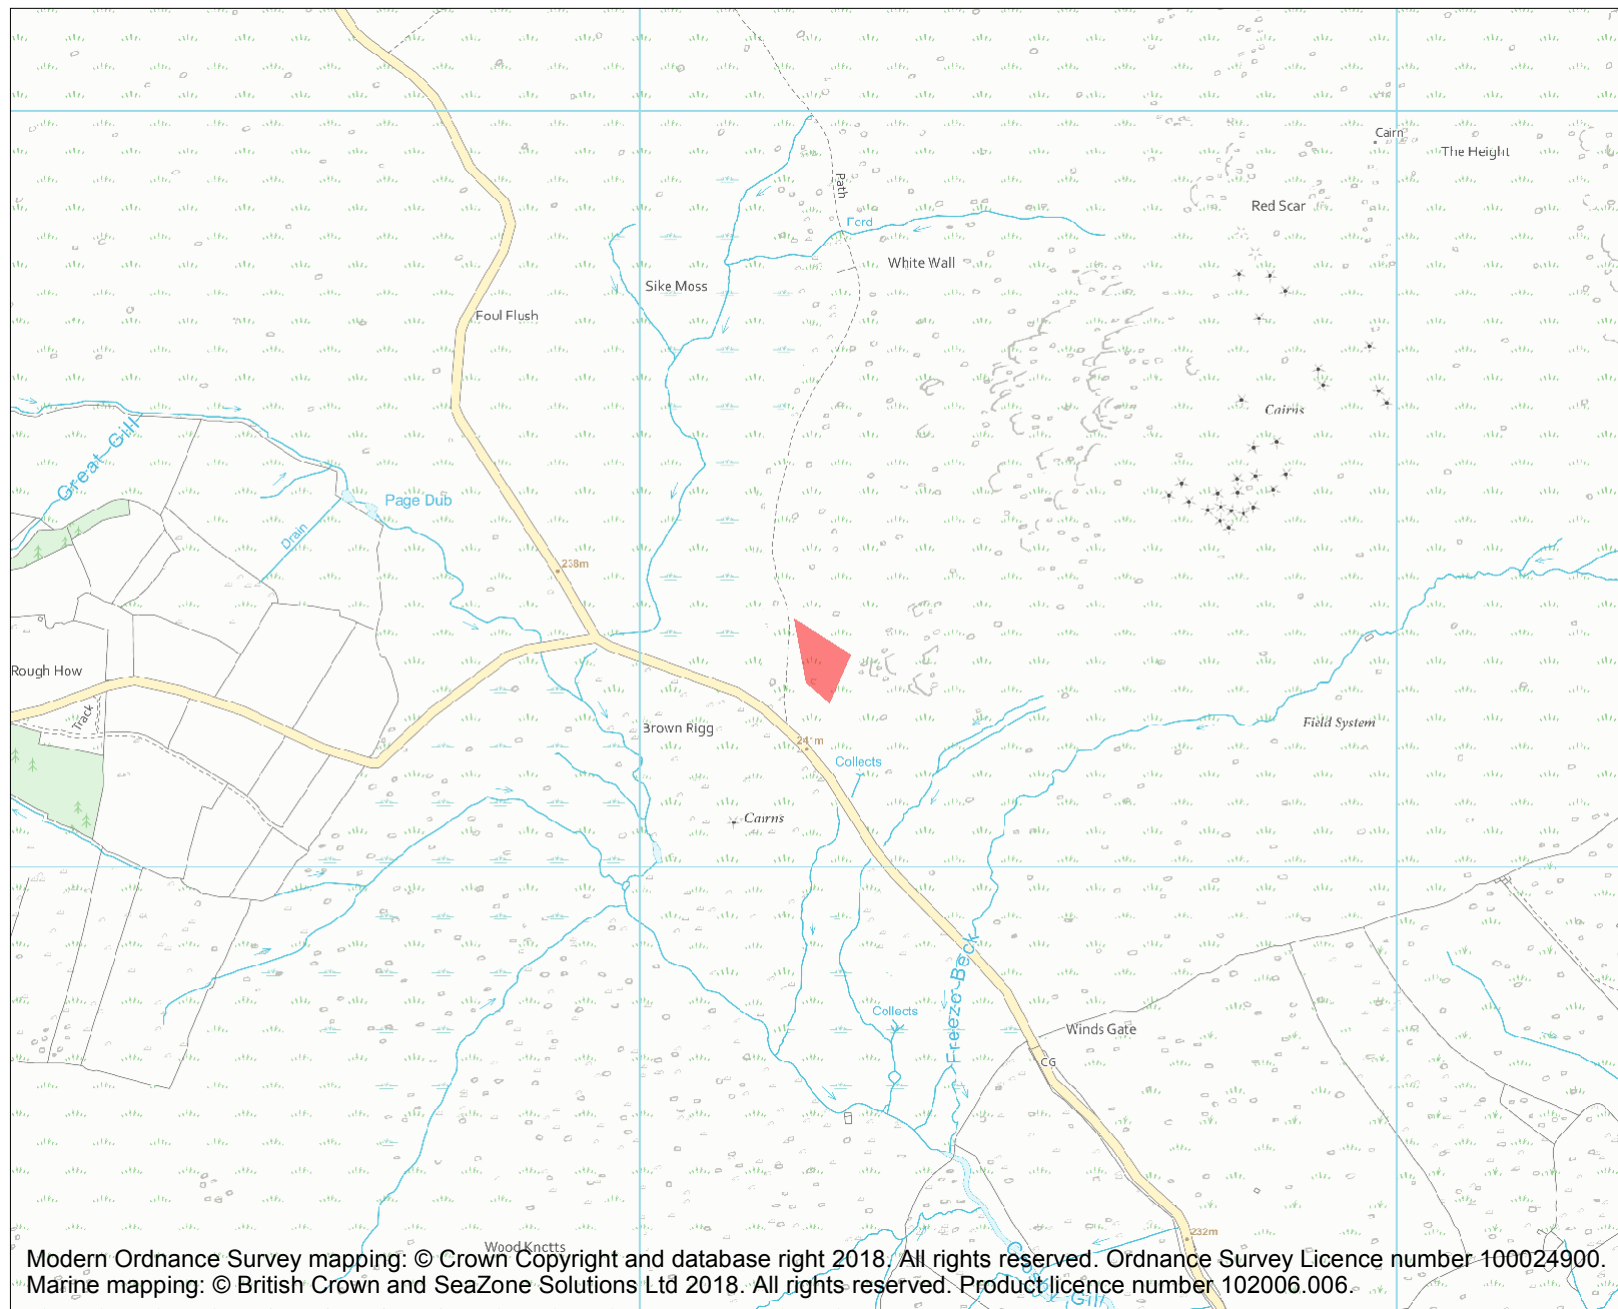 Cairn
The Height
Path
Red Scar
Ford
White Wall
Sike Moss
Foul Flush
Cairns
Great Gill
Page Dub
Drain
238m
Rough How
Track
Field System
Brown Rigg
Collects
Cairns
Freeze Beck
Collects
Winds Gate
CG
232m
Modern Ordnance Survey mapping: © Crown Copyright and database right 2018. All rights reserved. Ordnance Survey Licence number 100024900.
Marine mapping: © British Crown and SeaZone Solutions Ltd 2018. All rights reserved. Product licence number 102006.006.
Gill